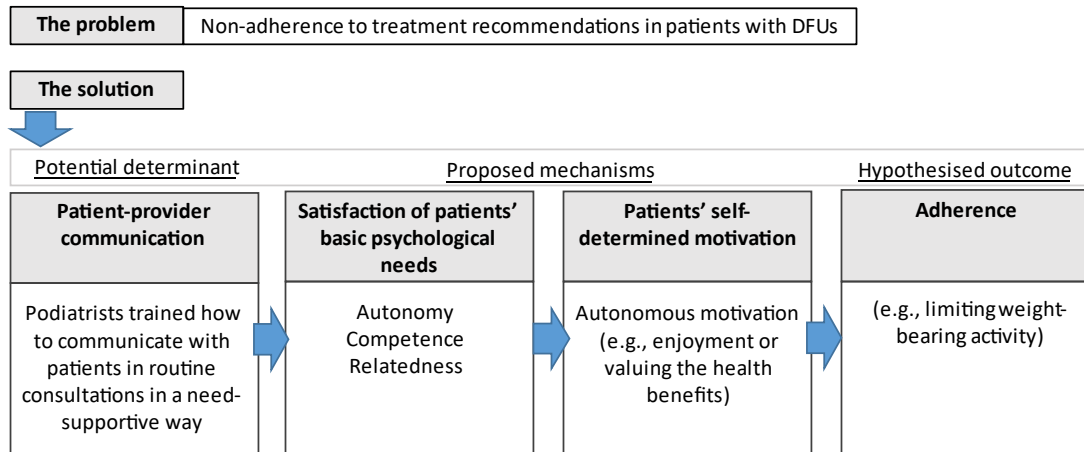 The problem
Non-adherence to treatment recommendations in patients with DFUs
The solution
Potential determinant
Proposed mechanisms
Hypothesised outcome
Patient-provider
communication
Satisfaction of patients’
basic psychological
needs
Patients’ self-
determined motivation
Adherence
Podiatrists trained how
to communicate with
patients in routine
consultations in a need-
supportive way
Autonomy
Competence
Relatedness
Autonomous motivation
(e.g., enjoyment or
valuing the health
benefits)
(e.g., limiting weight-
bearing activity)